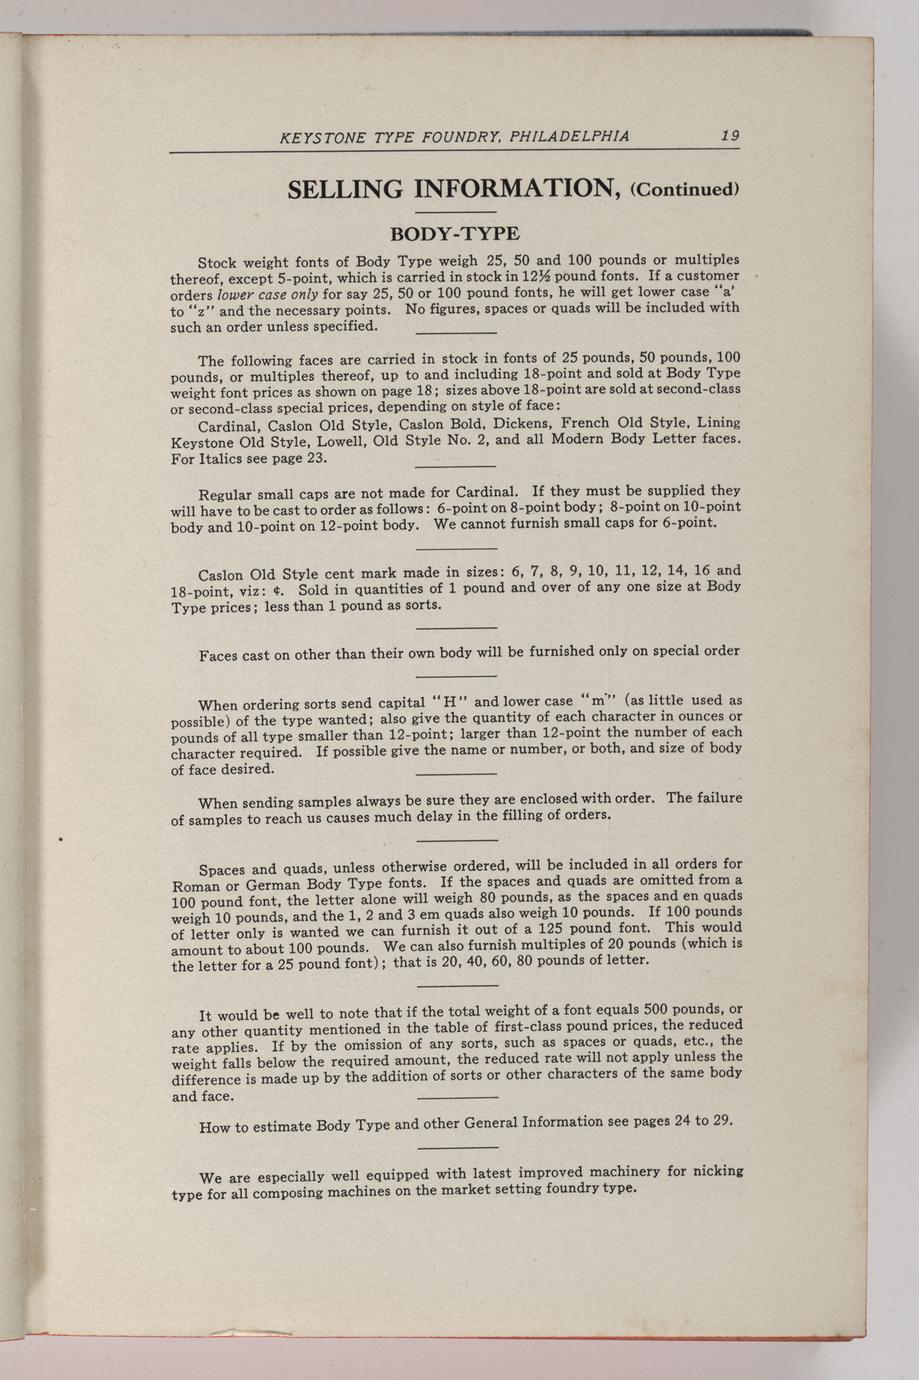 KEYSTONE TYPE FOUNDRY, PHILADELPHIA 19
SELLING INFORMATION, (Continued)
BODY-TYPE
Stock weight fonts of Body Type weigh 25, 50 and 100 pounds or multiples
thereof, except 5-point, which is carried in stock in 12½ pound fonts. If a customer
orders lower case only for say 25, 50 or 100 pound fonts, he will get lower case “a’
to “z” and the necessary points. No figures, spaces or quads will be included with
such an order unless specified.
The following faces are carried in stock in fonts of 25 pounds, 50 pounds, 100
pounds, or multiples thereof, up to and including 18-point and sold at Body Type
weight font prices as shown on page 18; sizes above 18-point are sold at second-class
or second-class special prices, depending on style of face:
Cardinal, Caslon Old Style, Caslon Bold, Dickens, French Old Style, Lining
Keystone Old Style, Lowell, Old Style No. 2, and all Modern Body Letter faces.
For Italics see page 23.
Regular small caps are not made for Cardinal. If they must be supplied they
will have to be cast to order as follows: 6-point on 8-point body; 8-point on 10-point
body and 10-point on 12-point body. We cannot furnish small caps for 6-point.
Caslon Old Style cent mark made in sizes: 6, 7, 8, 9, 10, 11, 12, 14, 16 and
18-point, viz: ¢. Sold in quantities of 1 pound and over of any one size at Body
Type prices; less than 1 pound as sorts.
Faces cast on other than their own body will be furnished only on special order
When ordering sorts send capital “H” and lower case “m” (as little used as
possible) of the type wanted; also give the quantity of each character in ounces or
pounds of all type smaller than 12-point; larger than 12-point the number of each
character required. If possible give the name or number, or both, and size of body
of face desired.
When sending samples always be sure they are enclosed with order. The failure
of samples to reach us causes much delay in the filling of orders.
Spaces and quads, unless otherwise ordered, will be included in all orders for
Roman or German Body Type fonts. If the spaces and quads are omitted from a
100 pound font, the letter alone will weigh 80 pounds, as the spaces and en quads
weigh 10 pounds, and the 1, 2 and 3 em quads also weigh 10 pounds. If 100 pounds
of letter only is wanted we can furnish it out of a 125 pound font. This would
amount to about 100 pounds. We can also furnish multiples of 20 pounds (which is
the letter for a 25 pound font); that is 20, 40, 60, 80 pounds of letter.
It would be well to note that if the total weight of a font equals 500 pounds, or
any other quantity mentioned in the table of first-class pound prices, the reduced
rate applies. If by the omission of any sorts, such as spaces or quads, etc., the
weight falls below the required amount, the reduced rate will not apply unless the
difference is made up by the addition of sorts or other characters of the same body
and face.
How to estimate Body Type and other General Information see pages 24 to 29.
We are especially well equipped with latest improved machinery for nicking
type for all composing machines on the market setting foundry type.